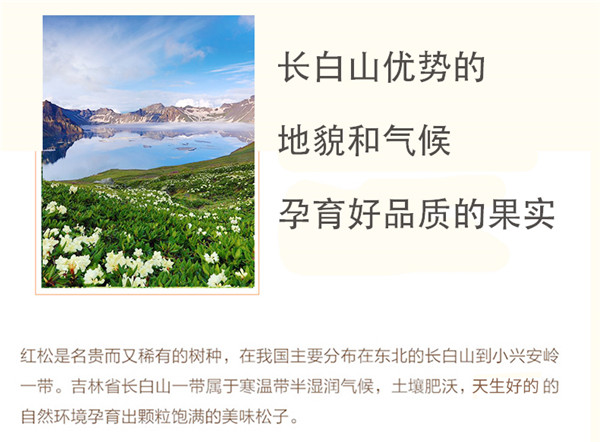 长白山优势的
地貌和气候
孕育好品质的果实
红松是名贵而又稀有的树种，在我国主要分布在东北的长白山到小兴安岭
一带。吉林省长白山一带属于寒温带半湿润气候，土壤肥沃，天生好的 的
自然环境孕育出颗粒饱满的美味松子。